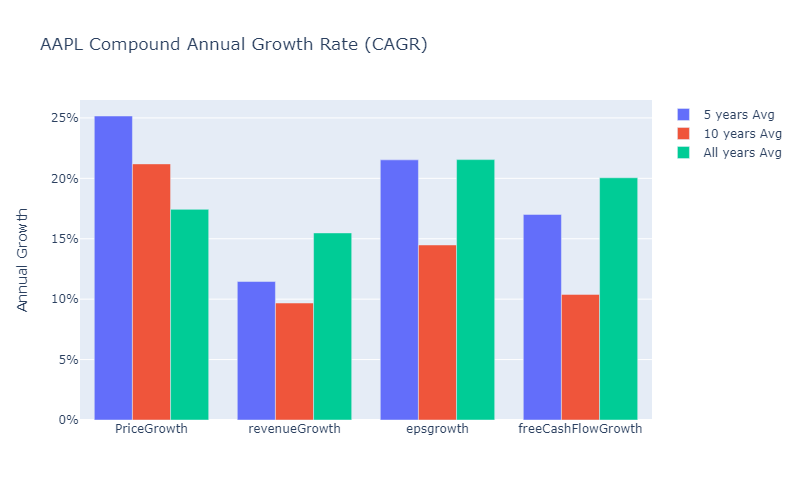 AAPL Compound Annual Growth Rate (CAGR)
5 years Avg
10 years Avg
All years Avg
Annual Growth
25%
20%
15%
10%
5%
0%
PriceGrowth
revenueGrowth
epsgrowth
freeCashFlowGrowth